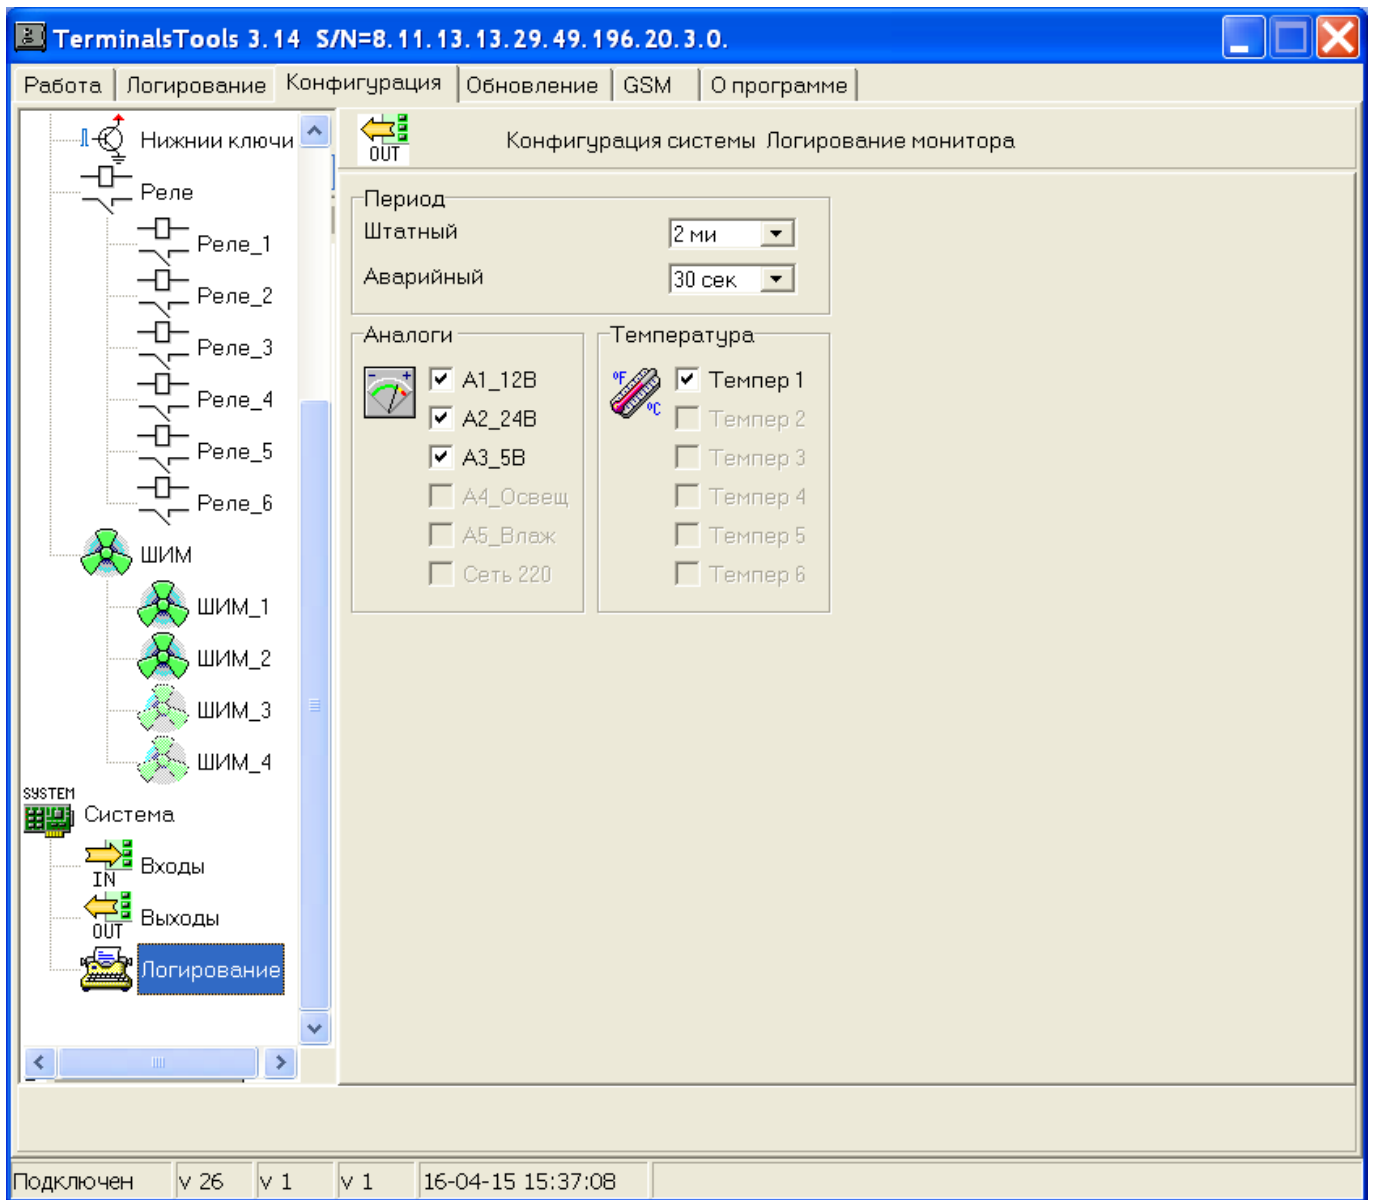 TerminalsTools 3.14 S/N=8.11.13.13.29.49.196.20.3.0.
Работа Логирование Конфигурация Обновление GSM О программе
Нижнии ключи
Реле
Реле_1
Реле_2
Реле_3
Реле_4
Реле_5
Реле_6
ШИМ
ШИМ_1
ШИМ_2
ШИМ_3
ШИМ_4
SYSTEM
Система
IN
Входы
OUT
Выходы
Логирование
OUT
Конфигурация системы Логирование монитора
Период
Штатный 2 ми
Аварийный 30 сек
Аналоги
- +
A1_12В
A2_24В
A3_5В
A4_Освещ
A5_Влаж
Сеть 220
Температура
°F °C
Темпер 1
Темпер 2
Темпер 3
Темпер 4
Темпер 5
Темпер 6
Подключен v 26 v 1 v 1 16-04-15 15:37:08